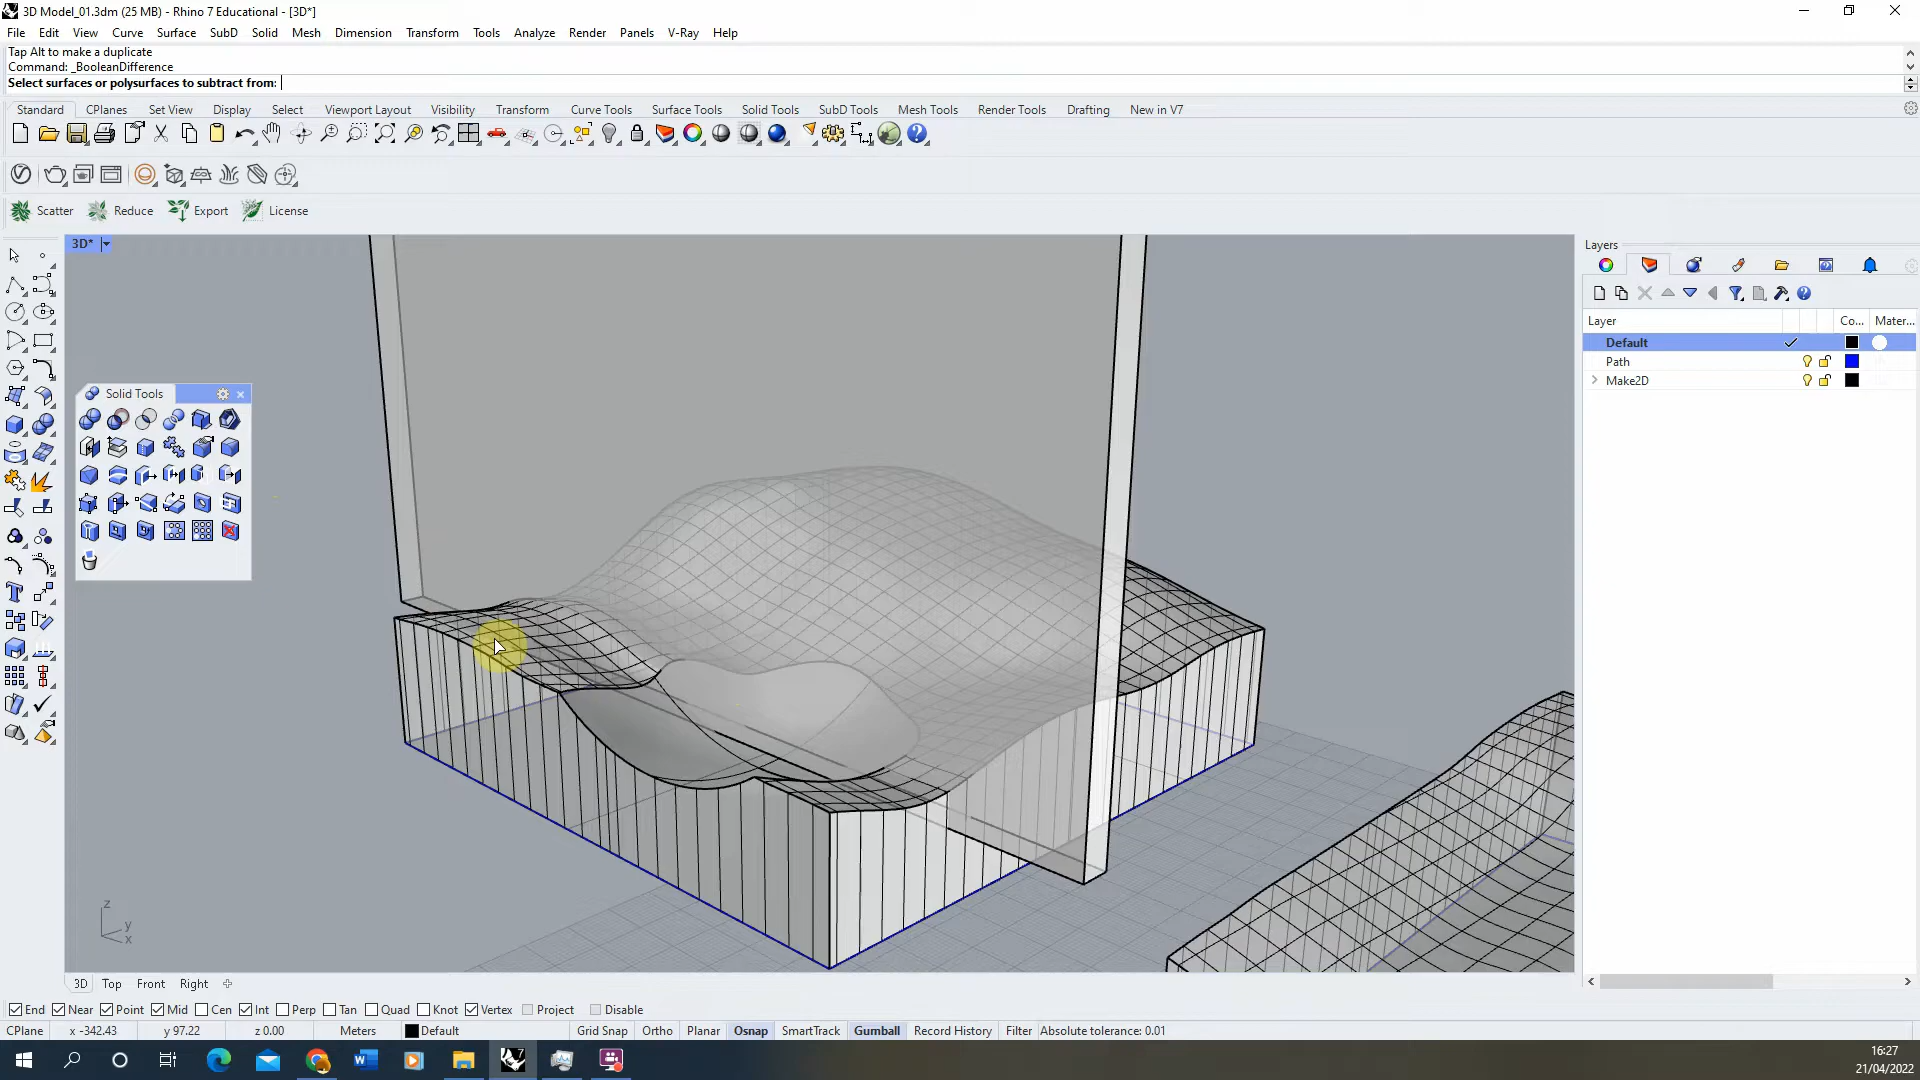 3D Model_01.3dm (25 MB) - Rhino 7 Educational - [3D*]
File Edit View Curve Surface SubD Solid Mesh Dimension Transform Tools Analyze Render Panels V-Ray Help
Tap Alt to make a duplicate
Command: _BooleanDifference
Select surfaces or polysurfaces to subtract from:
Standard CPlanes Set View Display Select Viewport Layout Visibility Transform Curve Tools Surface Tools Solid Tools SubD Tools Mesh Tools Render Tools Drafting New in V7
Scatter Reduce Export License
3D*
Layers
Layer Co... Mater...
Default
Path
Make2D
Solid Tools
z
y
x
3D Top Front Right
End Near Point Mid Cen Int Perp Tan Quad Knot Vertex Project Disable
CPlane x -342.43 y 97.22 z 0.00 Meters Default Grid Snap Ortho Planar Osnap SmartTrack Gumball Record History Filter Absolute tolerance: 0.01
16:27
21/04/2022